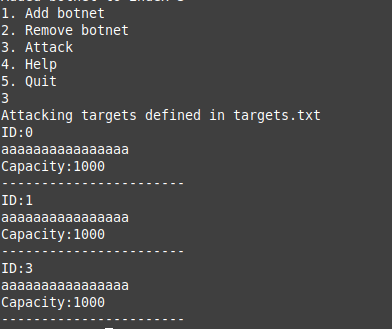 1. Add botnet
2. Remove botnet
3. Attack
4. Help
5. Quit
3
Attacking targets defined in targets.txt
ID:0
aaaaaaaaaaaaaaaa
Capacity:1000
-----------------------
ID:1
aaaaaaaaaaaaaaaa
Capacity:1000
-----------------------
ID:3
aaaaaaaaaaaaaaaa
Capacity:1000
-----------------------